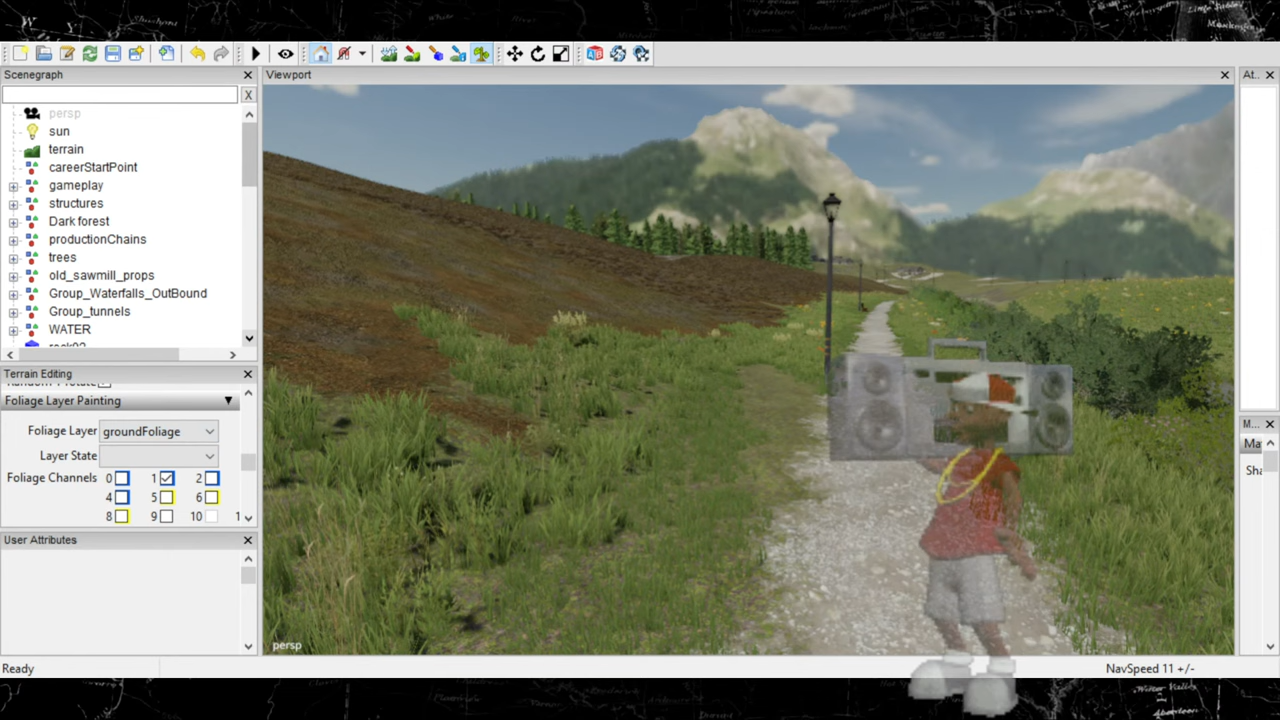 Scenegraph
Viewport
At..
X
persp
sun
terrain
careerStartPoint
gameplay
structures
Dark forest
productionChains
trees
old_sawmill_props
Group_Waterfalls_OutBound
Group_tunnels
WATER
Terrain Editing
Foliage Layer Painting
Foliage Layer groundFoliage
Layer State
Foliage Channels 0 1 2
4 5 6
8 9 10 1
User Attributes
M...
Ma
Sha
persp
Ready
NavSpeed 11 +/-